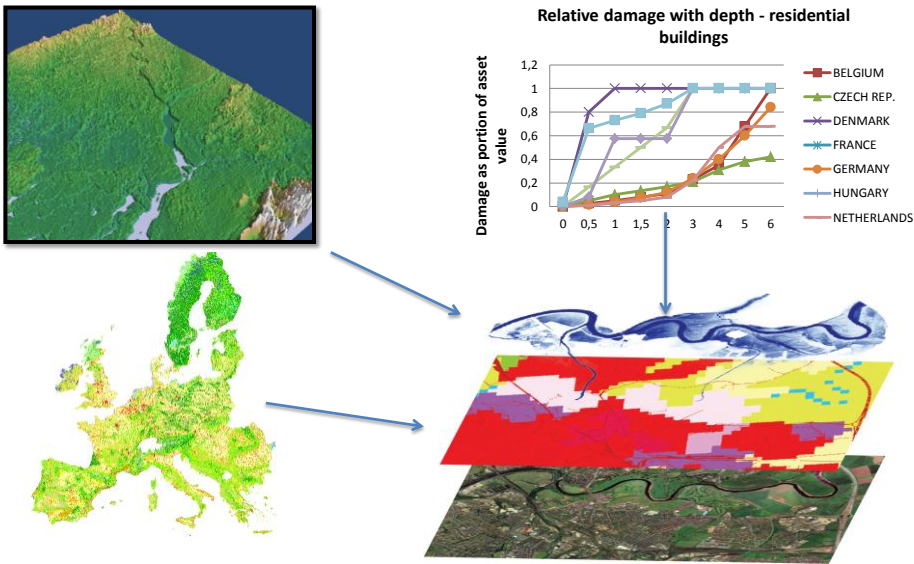 Relative damage with depth - residential
buildings
Damage as portion of asset
value
1,2
1
0,8
0,6
0,4
0,2
0
0 0,5 1 1,5 2 3 4 5 6
BELGIUM
CZECH REP.
DENMARK
FRANCE
GERMANY
HUNGARY
NETHERLANDS